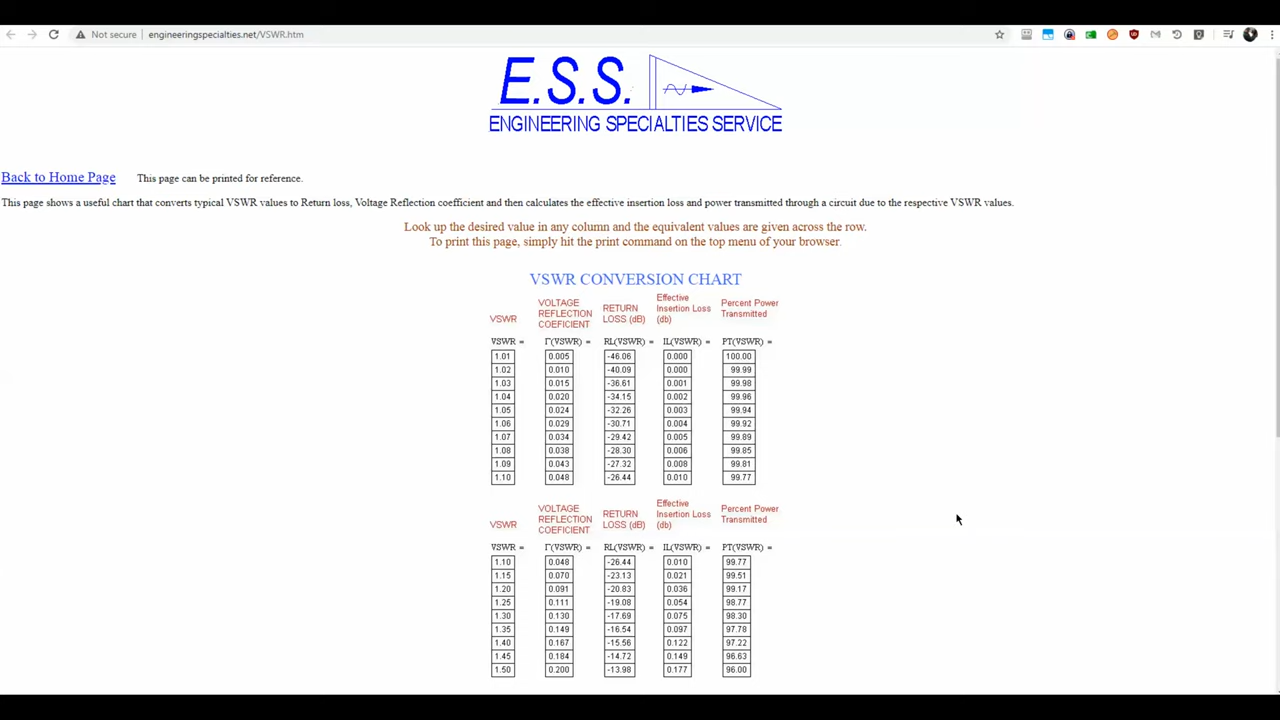 Not secure engineeringspecialties.net/VSWR.htm
E.S.S.
ENGINEERING SPECIALTIES SERVICE
Back to Home Page This page can be printed for reference.
This page shows a useful chart that converts typical VSWR values to Return loss, Voltage Reflection coefficient and then calculates the effective insertion loss and power transmitted through a circuit due to the respective VSWR values.
Look up the desired value in any column and the equivalent values are given across the row.
To print this page, simply hit the print command on the top menu of your browser.
VSWR CONVERSION CHART
VSWR VOLTAGE REFLECTION COEFICIENT RETURN LOSS (dB) Effective Insertion Loss (db) Percent Power Transmitted
VSWR = Γ(VSWR) = RL(VSWR) = IL(VSWR) = PT(VSWR) =
1.01 0.005 -46.06 0.000 100.00
1.02 0.010 -40.09 0.000 99.99
1.03 0.015 -36.61 0.001 99.98
1.04 0.020 -34.15 0.002 99.96
1.05 0.024 -32.26 0.003 99.94
1.06 0.029 -30.71 0.004 99.92
1.07 0.034 -29.42 0.005 99.89
1.08 0.038 -28.30 0.006 99.85
1.09 0.043 -27.32 0.008 99.81
1.10 0.048 -26.44 0.010 99.77
VSWR VOLTAGE REFLECTION COEFICIENT RETURN LOSS (dB) Effective Insertion Loss (db) Percent Power Transmitted
VSWR = Γ(VSWR) = RL(VSWR) = IL(VSWR) = PT(VSWR) =
1.10 0.048 -26.44 0.010 99.77
1.15 0.070 -23.13 0.021 99.51
1.20 0.091 -20.83 0.036 99.17
1.25 0.111 -19.08 0.054 98.77
1.30 0.130 -17.69 0.075 98.30
1.35 0.149 -16.54 0.097 97.78
1.40 0.167 -15.56 0.122 97.22
1.45 0.184 -14.72 0.149 96.63
1.50 0.200 -13.98 0.177 96.00